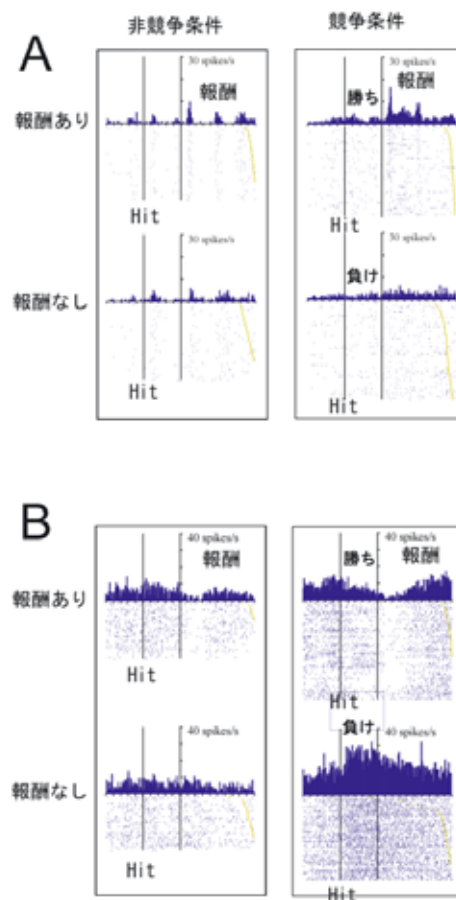 非競争条件
競争条件
A
報酬あり
30 spikes/s
報酬
Hit
30 spikes/s
勝ち
報酬
Hit
報酬なし
30 spikes/s
Hit
30
負け
Hit
B
報酬あり
40 spikes/s
報酬
Hit
40 spikes/s
勝ち
報酬
Hit
報酬なし
40 spikes/s
Hit
負け
40 spikes/s
Hit